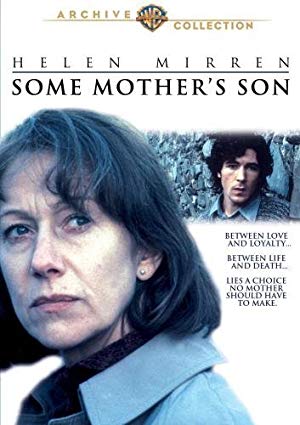 ARCHIVE WB COLLECTION
HELEN MIRREN
SOME MOTHER'S SON
BETWEEN LOVE
AND LOYALTY...
BETWEEN LIFE
AND DEATH...
LIES A CHOICE
NO MOTHER
SHOULD HAVE
TO MAKE.